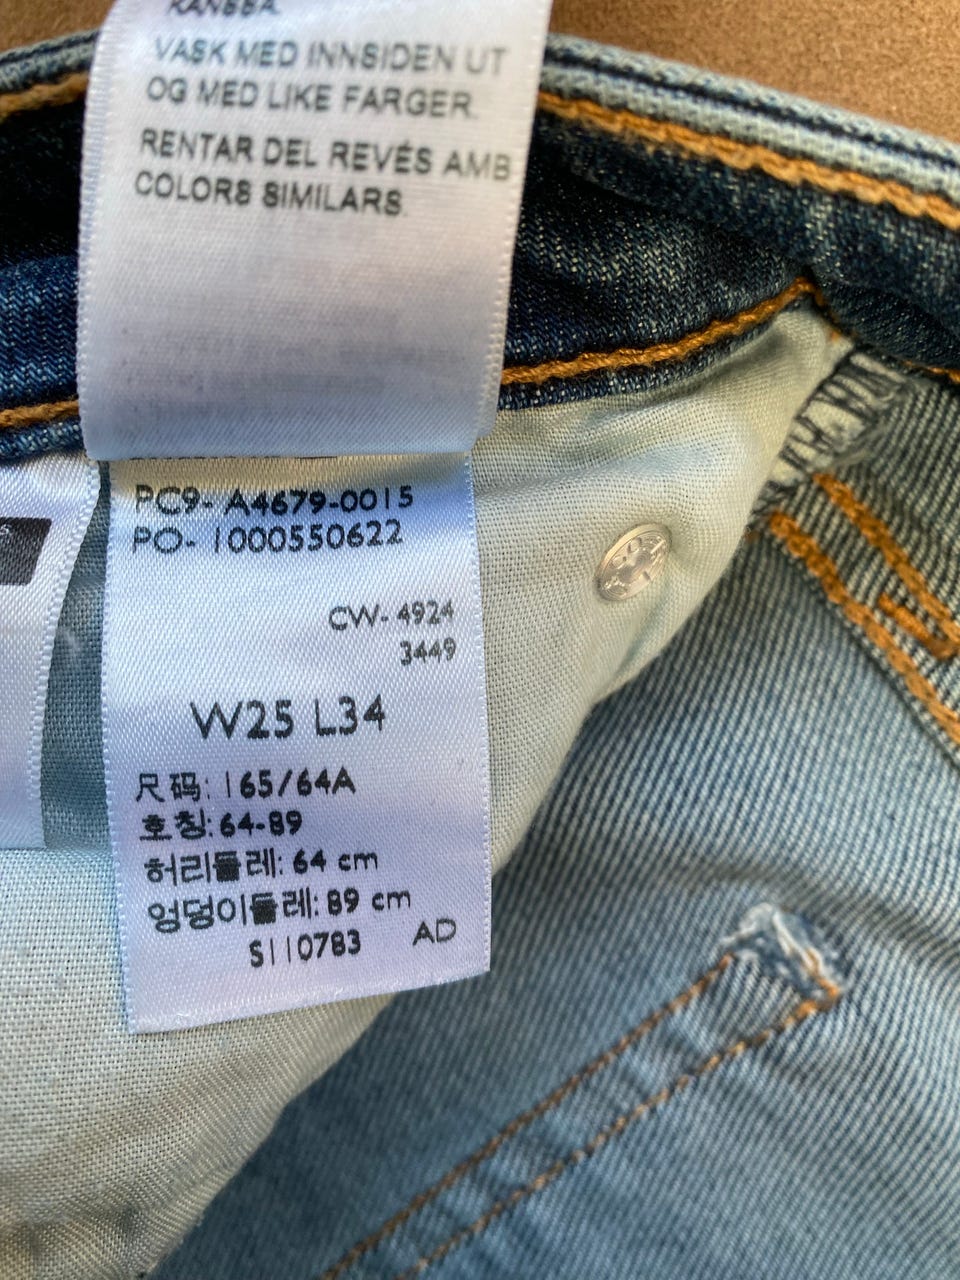 KANSSA.
VASK MED INNSIDEN UT
OG MED LIKE FARGER.
RENTAR DEL REVÉS AMB
COLORS SIMILARS.
PC9- A4679-0015
PO- 1000550622
CW- 4924
3449
W25 L34
尺码: 165/64A
호칭: 64-89
허리둘레: 64 cm
엉덩이둘레: 89 cm
S110783
AD